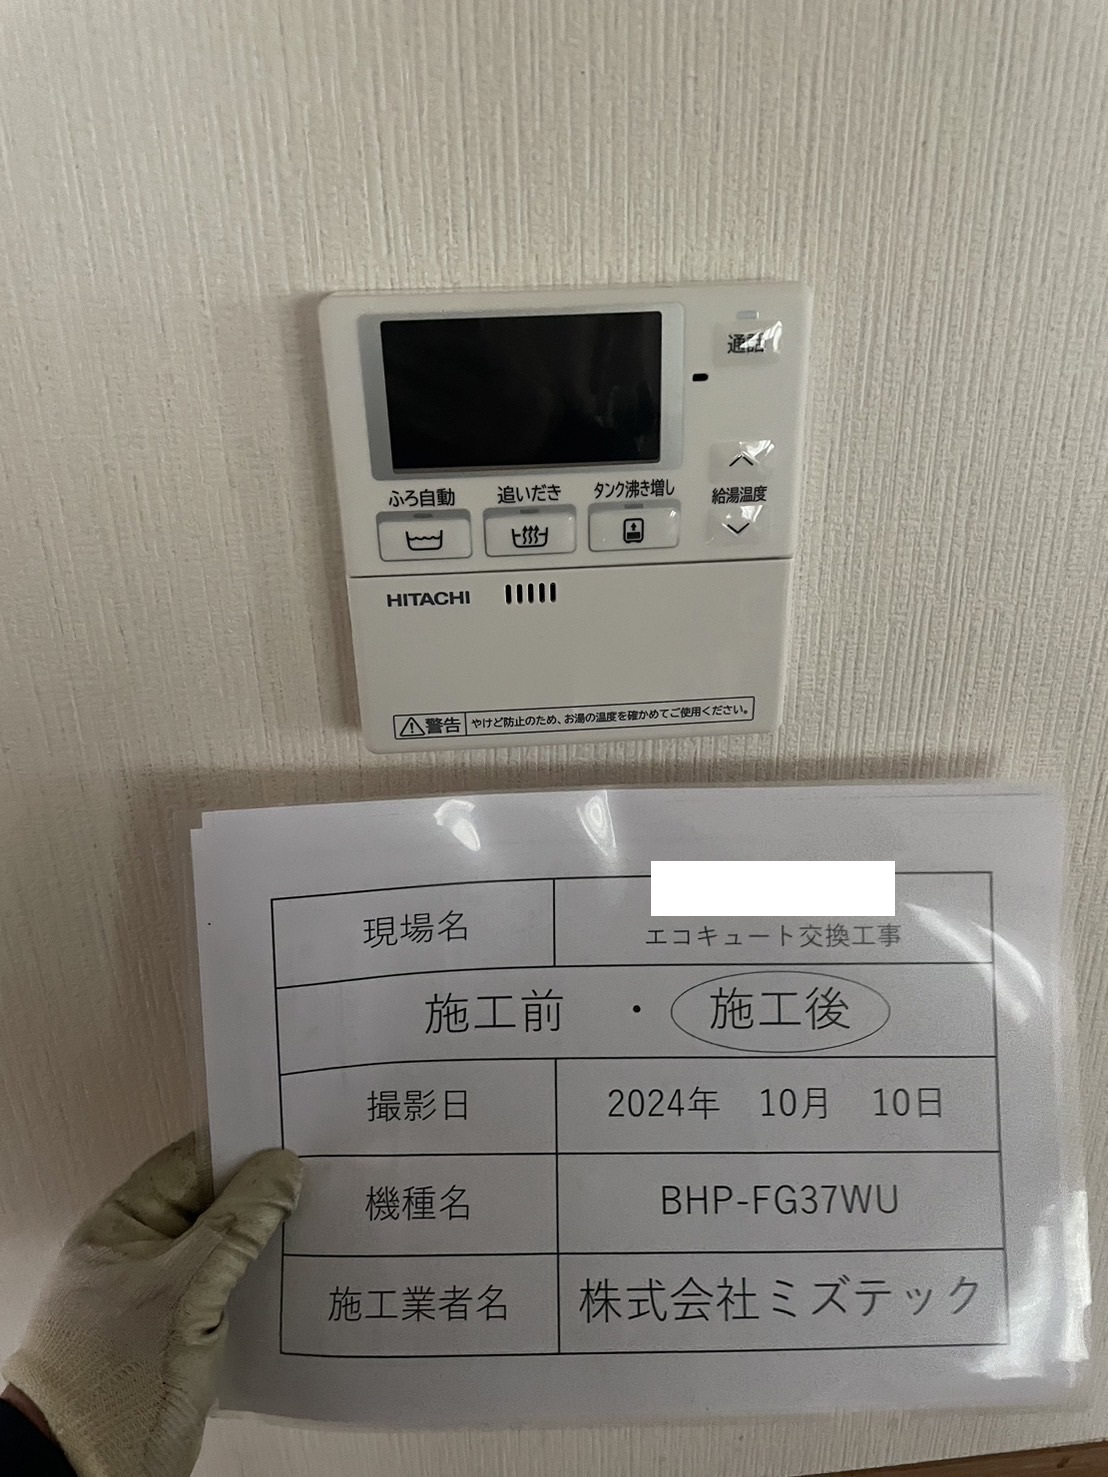 通話
ふろ自動 追いだき タンク沸き増し
給湯温度
HITACHI
警告 やけど防止のため、お湯の温度を確かめてご使用ください。
現場名 エコキュート交換工事
施工前 ・ 施工後
撮影日 2024年 10月 10日
機種名 BHP-FG37WU
施工業者名 株式会社ミズテック